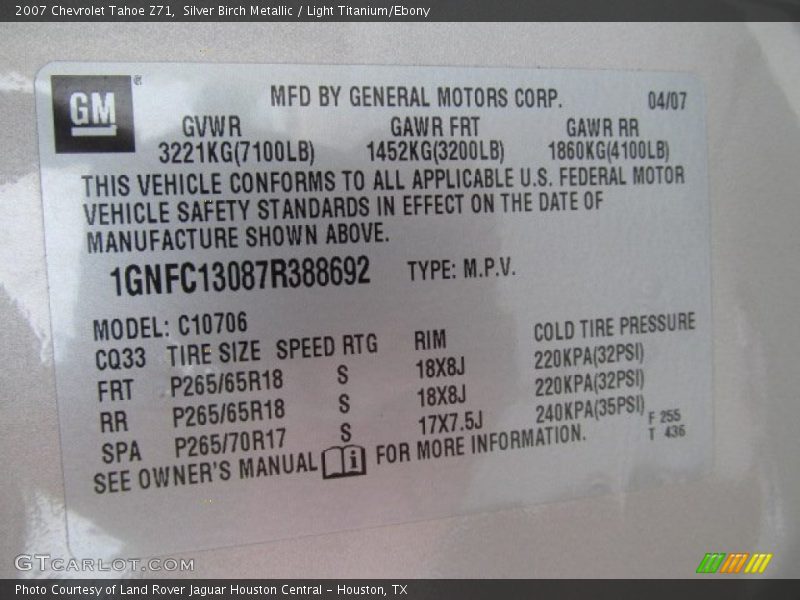 2007 Chevrolet Tahoe Z71,  Silver Birch Metallic / Light Titanium/Ebony
GM
MFD BY GENERAL MOTORS CORP.
04/07
GVWR GAWR FRT GAWR RR
3221KG(7100LB) 1452KG(3200LB) 1860KG(4100LB)
THIS VEHICLE CONFORMS TO ALL APPLICABLE U.S. FEDERAL MOTOR
VEHICLE SAFETY STANDARDS IN EFFECT ON THE DATE OF
MANUFACTURE SHOWN ABOVE.
1GNFC13087R388692 TYPE: M.P.V.
MODEL: C10706
CQ33 TIRE SIZE SPEED RTG RIM COLD TIRE PRESSURE
FRT P265/65R18 S 18X8J 220KPA(32PSI)
RR P265/65R18 S 18X8J 220KPA(32PSI)
SPA P265/70R17 S 17X7.5J 240KPA(35PSI)
F 255
T 436
SEE OWNER'S MANUAL i FOR MORE INFORMATION.
GTCARLOT.COM
Photo Courtesy of Land Rover Jaguar Houston Central - Houston, TX